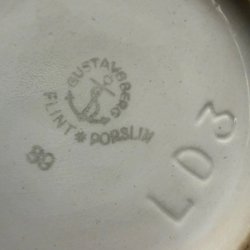 GUSTAVSBERG
FLINT * PORSLIN
89
LD3